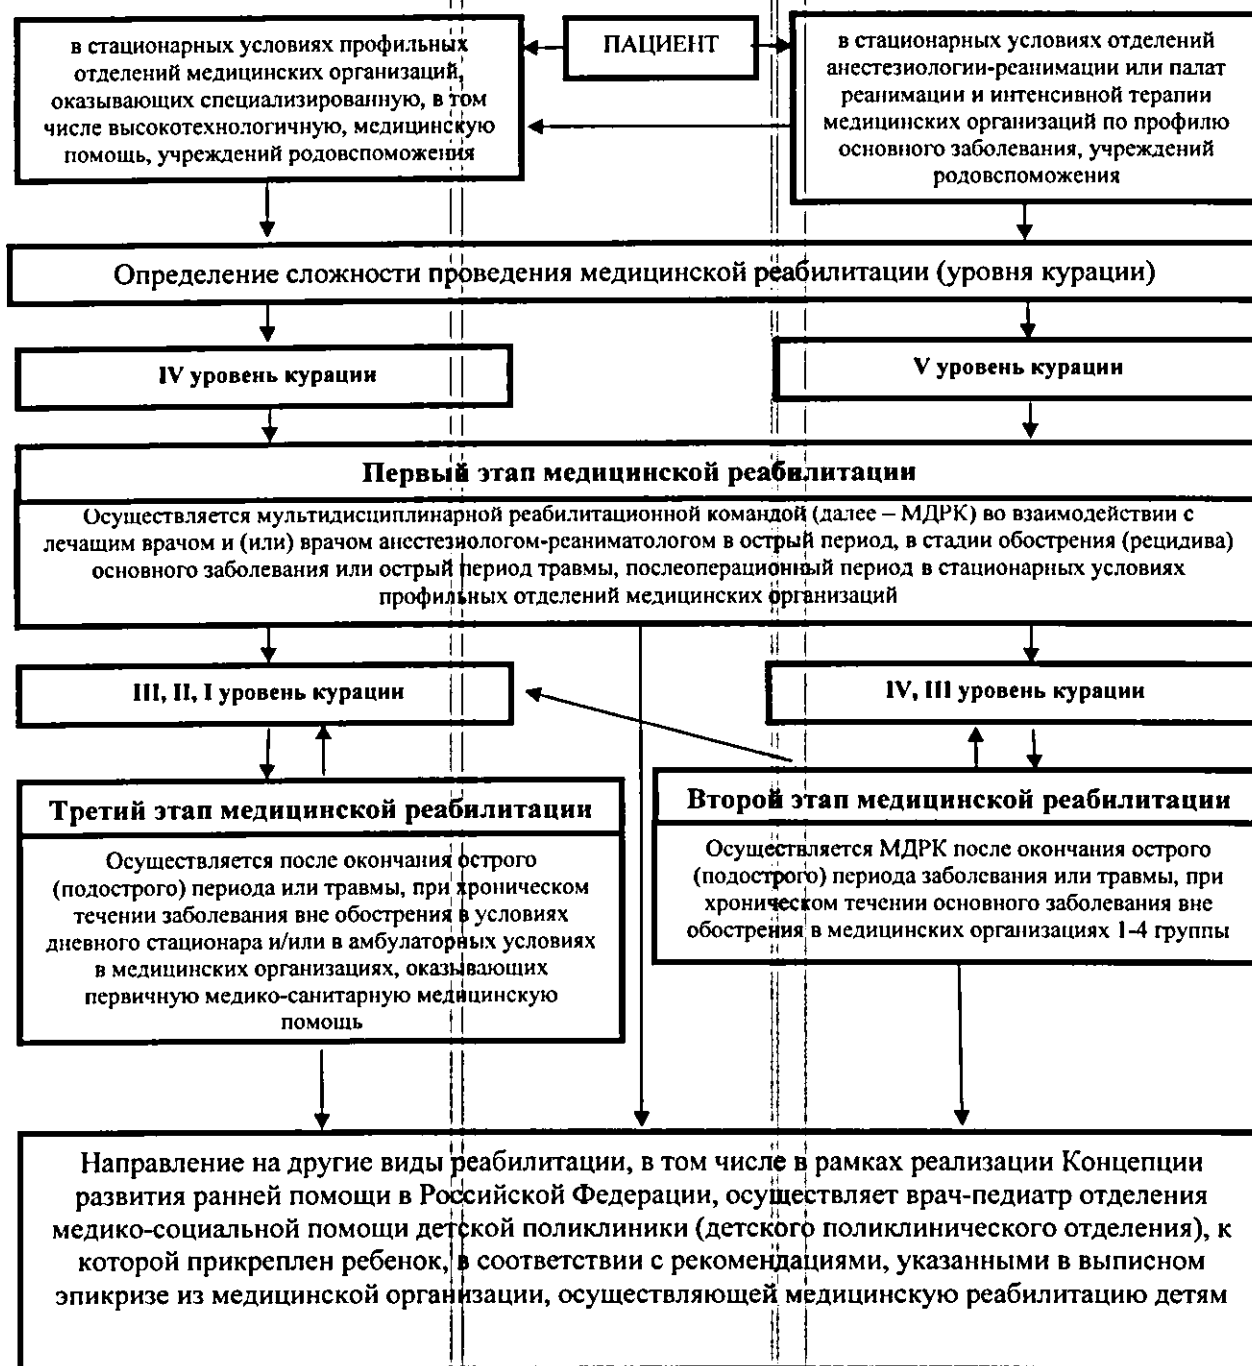 в стационарных условиях профильных
отделений медицинских организаций,
оказывающих специализированную, в том
числе высокотехнологичную, медицинскую
помощь, учреждений родовспоможения
ПАЦИЕНТ
в стационарных условиях отделений
анестезиологии-реанимации или палат
реанимации и интенсивной терапии
медицинских организаций по профилю
основного заболевания, учреждений
родовспоможения
Определение сложности проведения медицинской реабилитации (уровня курации)
IV уровень курации
V уровень курации
Первый этап медицинской реабилитации
Осуществляется мультидисциплинарной реабилитационной командой (далее – МДРК) во взаимодействии с
лечащим врачом и (или) врачом анестезиологом-реаниматологом в острый период, в стадии обострения (рецидива)
основного заболевания или острый период травмы, послеоперационный период в стационарных условиях
профильных отделений медицинских организаций
III, II, I уровень курации
IV, III уровень курации
Третий этап медицинской реабилитации
Осуществляется после окончания острого
(подострого) периода или травмы, при хроническом
течении заболевания вне обострения в условиях
дневного стационара и/или в амбулаторных условиях
в медицинских организациях, оказывающих
первичную медико-санитарную медицинскую
помощь
Второй этап медицинской реабилитации
Осуществляется МДРК после окончания острого
(подострого) периода заболевания или травмы, при
хроническом течении основного заболевания вне
обострения в медицинских организациях 1-4 группы
Направление на другие виды реабилитации, в том числе в рамках реализации Концепции
развития ранней помощи в Российской Федерации, осуществляет врач-педиатр отделения
медико-социальной помощи детской поликлиники (детского поликлинического отделения), к
которой прикреплен ребенок, в соответствии с рекомендациями, указанными в выписном
эпикризе из медицинской организации, осуществляющей медицинскую реабилитацию детям